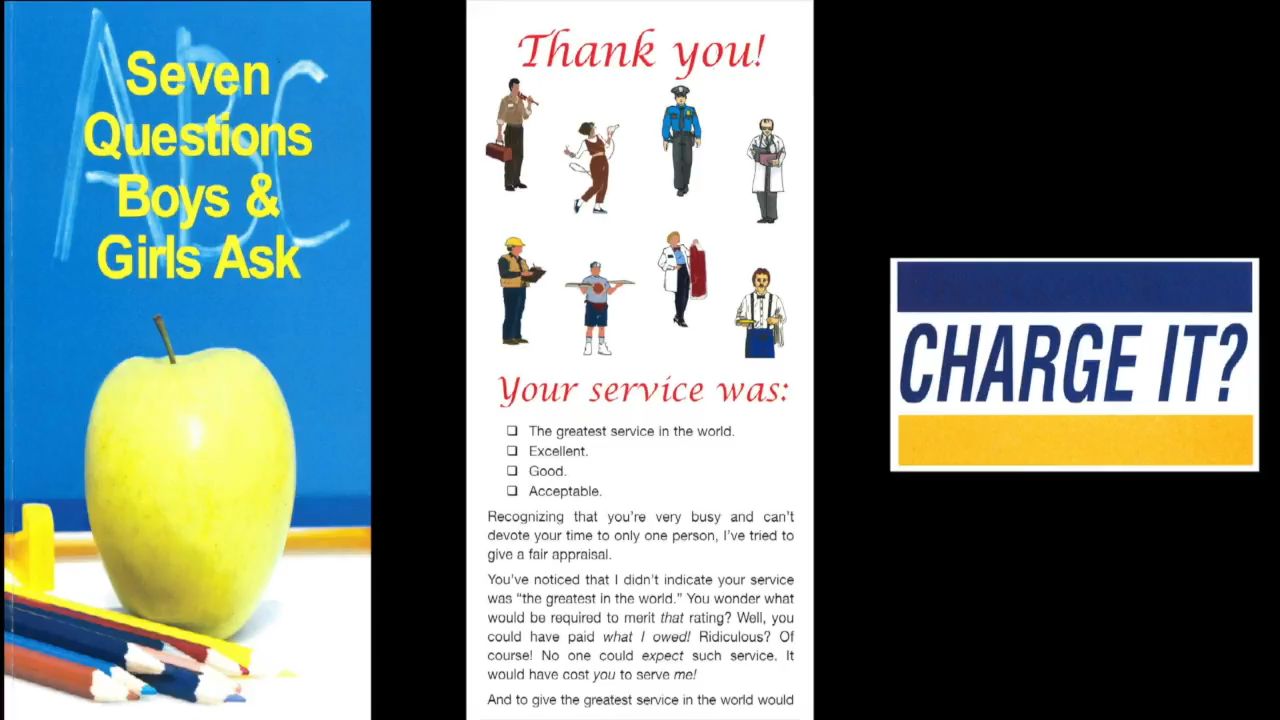 ABC
Seven
Questions
Boys &
Girls Ask
Thank you!
Your service was:
❑ The greatest service in the world.
❑ Excellent.
❑ Good.
❑ Acceptable.
Recognizing that you're very busy and can't
devote your time to only one person, I've tried to
give a fair appraisal.
You've noticed that I didn't indicate your service
was “the greatest in the world.” You wonder what
would be required to merit that rating? Well, you
could have paid what I owed! Ridiculous? Of
course! No one could expect such service. It
would have cost you to serve me!
And to give the greatest service in the world would
CHARGE IT?